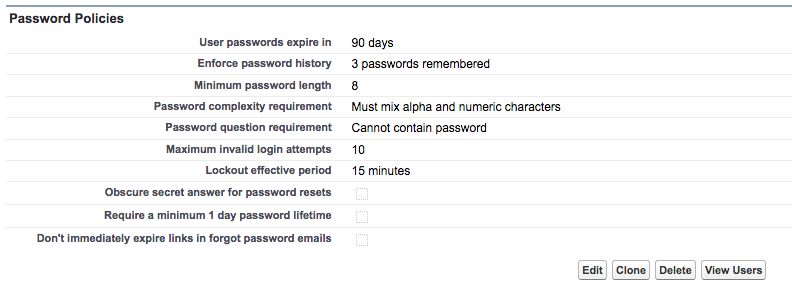 Password Policies
User passwords expire in 90 days
Enforce password history 3 passwords remembered
Minimum password length 8
Password complexity requirement Must mix alpha and numeric characters
Password question requirement Cannot contain password
Maximum invalid login attempts 10
Lockout effective period 15 minutes
Obscure secret answer for password resets
Require a minimum 1 day password lifetime
Don't immediately expire links in forgot password emails
Edit Clone Delete View Users